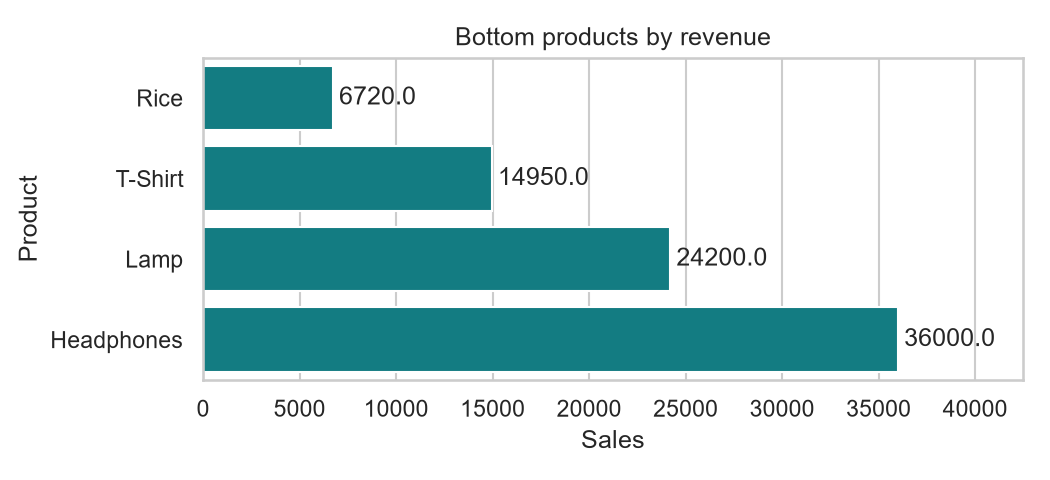 Bottom products by revenue
Product
Rice 6720.0
T-Shirt 14950.0
Lamp 24200.0
Headphones 36000.0
0 5000 10000 15000 20000 25000 30000 35000 40000
Sales